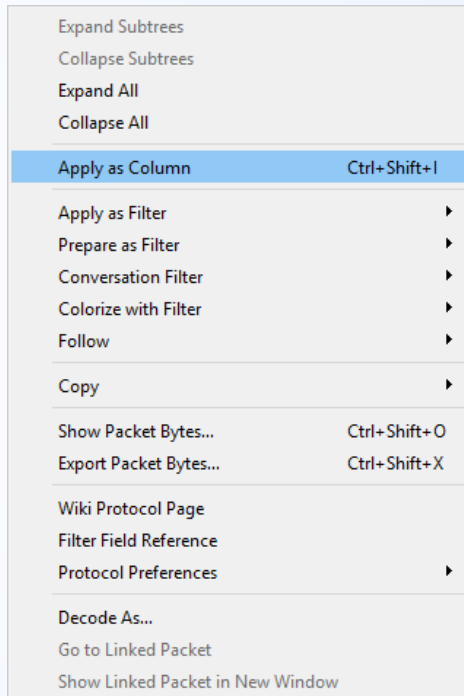 Expand Subtrees
Collapse Subtrees
Expand All
Collapse All
Apply as Column Ctrl+Shift+I
Apply as Filter
Prepare as Filter
Conversation Filter
Colorize with Filter
Follow
Copy
Show Packet Bytes... Ctrl+Shift+O
Export Packet Bytes... Ctrl+Shift+X
Wiki Protocol Page
Filter Field Reference
Protocol Preferences
Decode As...
Go to Linked Packet
Show Linked Packet in New Window